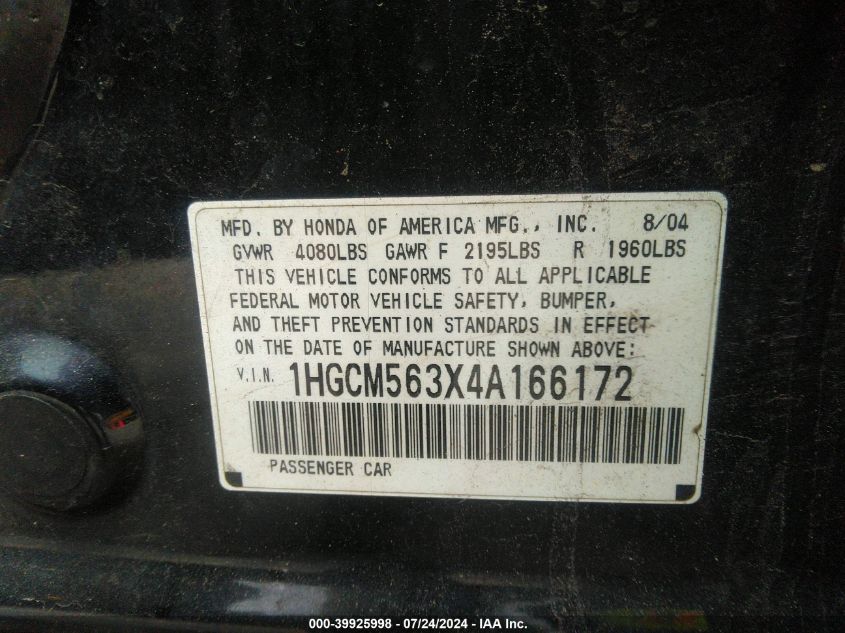 MFD. BY HONDA OF AMERICA MFG., INC. 8/04
GVWR 4080LBS GAWR F 2195LBS R 1960LBS
THIS VEHICLE CONFORMS TO ALL APPLICABLE
FEDERAL MOTOR VEHICLE SAFETY, BUMPER,
AND THEFT PREVENTION STANDARDS IN EFFECT
ON THE DATE OF MANUFACTURE SHOWN ABOVE:
V.I.N. 1HGCM563X4A166172
PASSENGER CAR
000-39925998 - 07/24/2024 - IAA Inc.